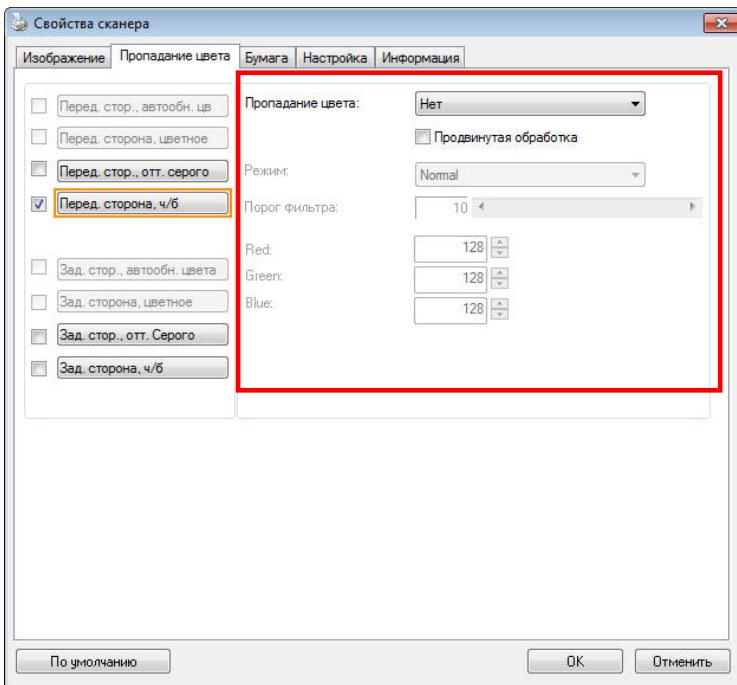 Свойства сканера
Изображение Пропадание цвета Бумага Настройка Информация
Перед. стор., автообн. цв
Перед. сторона, цветное
Перед. стор., отт. серого
Перед. сторона, ч/б
Зад. стор., автообн. цвета
Зад. сторона, цветное
Зад. стор., отт. Серого
Зад. сторона, ч/б
Пропадание цвета: Нет
Продвинутая обработка
Режим: Normal
Порог фильтра: 10
Red: 128
Green: 128
Blue: 128
По умолчанию OK Отменить